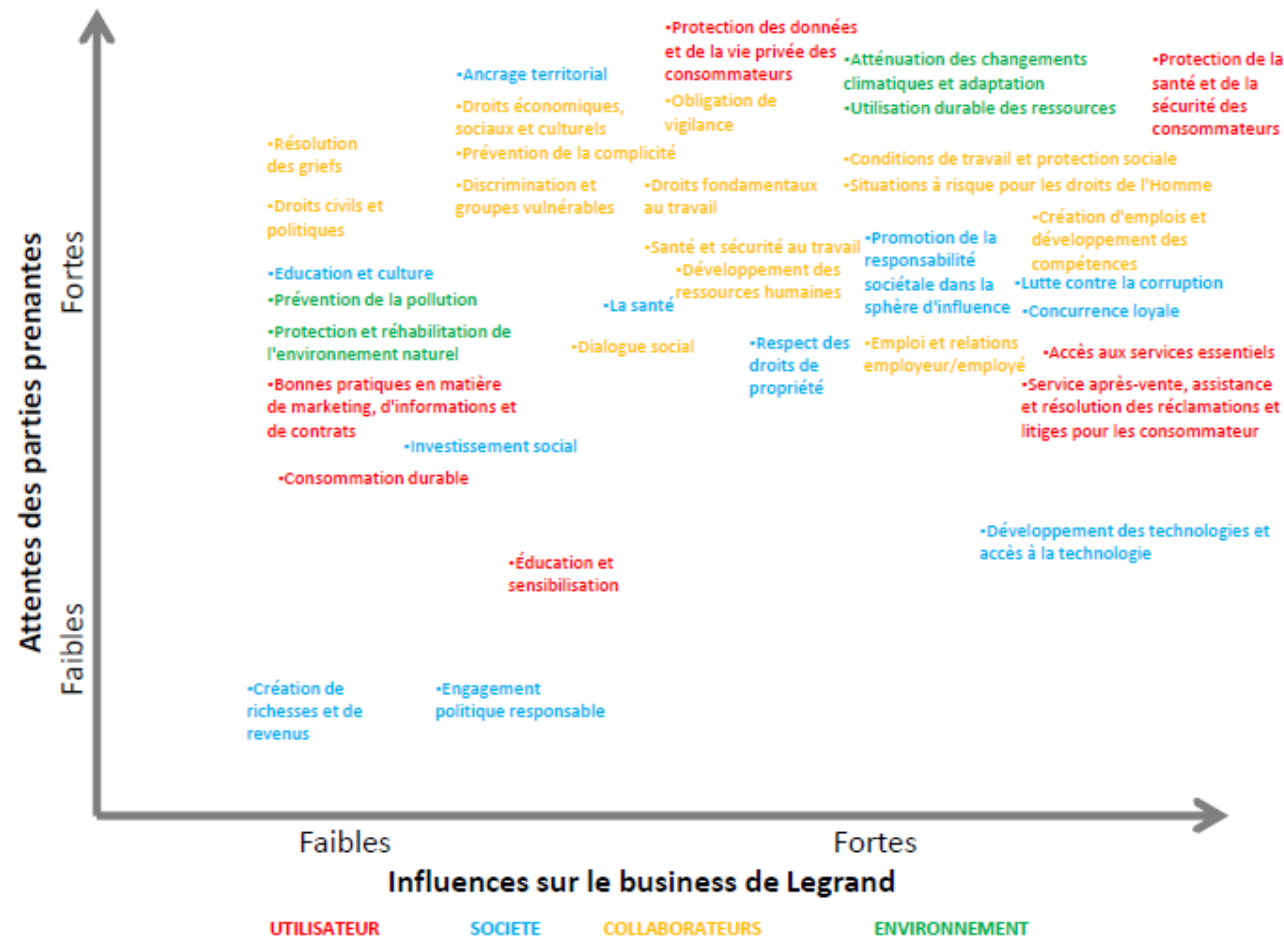 •Protection des données
et de la vie privée des
consommateurs
•Atténuation des changements
climatiques et adaptation
•Utilisation durable des ressources
•Protection de la
santé et de la
sécurité des
consommateurs
•Ancrage territorial
•Droits économiques,
sociaux et culturels
•Prévention de la complicité
•Obligation de
vigilance
•Résolution
des griefs
•Conditions de travail et protection sociale
•Situations à risque pour les droits de l'Homme
•Discrimination et
groupes vulnérables
•Droits fondamentaux
au travail
•Droits civils et
politiques
•Création d'emplois et
développement des
compétences
•Santé et sécurité au travail
•Promotion de la
responsabilité
sociétale dans la
sphère d'influence
•Développement des
ressources humaines
•Education et culture
•Lutte contre la corruption
•Prévention de la pollution
•La santé
•Concurrence loyale
•Protection et réhabilitation de
l'environnement naturel
•Dialogue social
•Respect des
droits de
propriété
•Emploi et relations
employeur/employé
•Accès aux services essentiels
•Bonnes pratiques en matière
de marketing, d'informations et
de contrats
•Service après-vente, assistance
et résolution des réclamations et
litiges pour les consommateur
•Investissement social
•Consommation durable
•Développement des technologies et
accès à la technologie
•Éducation et
sensibilisation
•Création de
richesses et de
revenus
•Engagement
politique responsable
Attentes des parties prenantes
Fortes
Faibles
Faibles
Fortes
Influences sur le business de Legrand
UTILISATEUR
SOCIETE
COLLABORATEURS
ENVIRONNEMENT